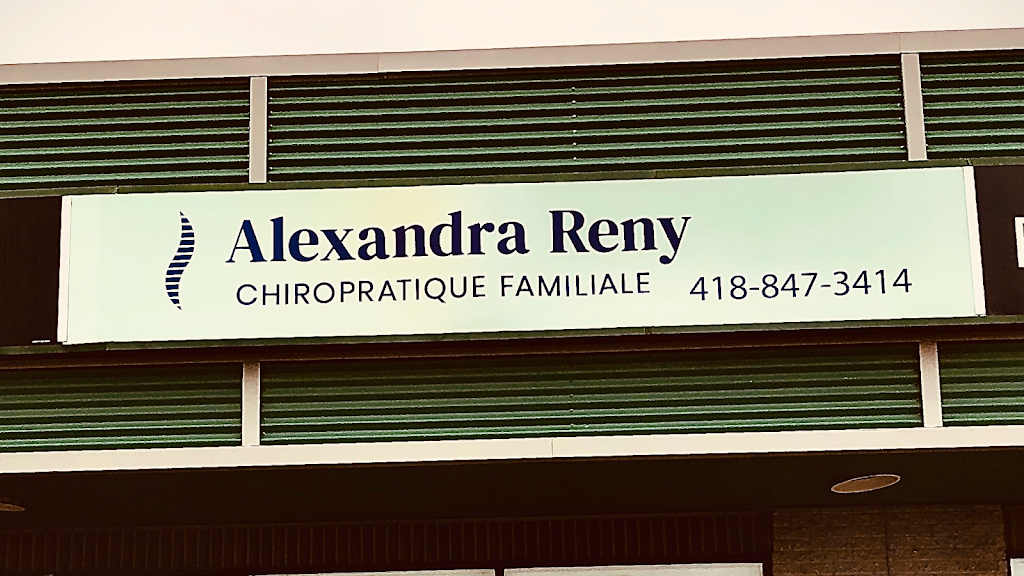 Alexandra Reny
CHIROPRATIQUE FAMILIALE 418-847-3414